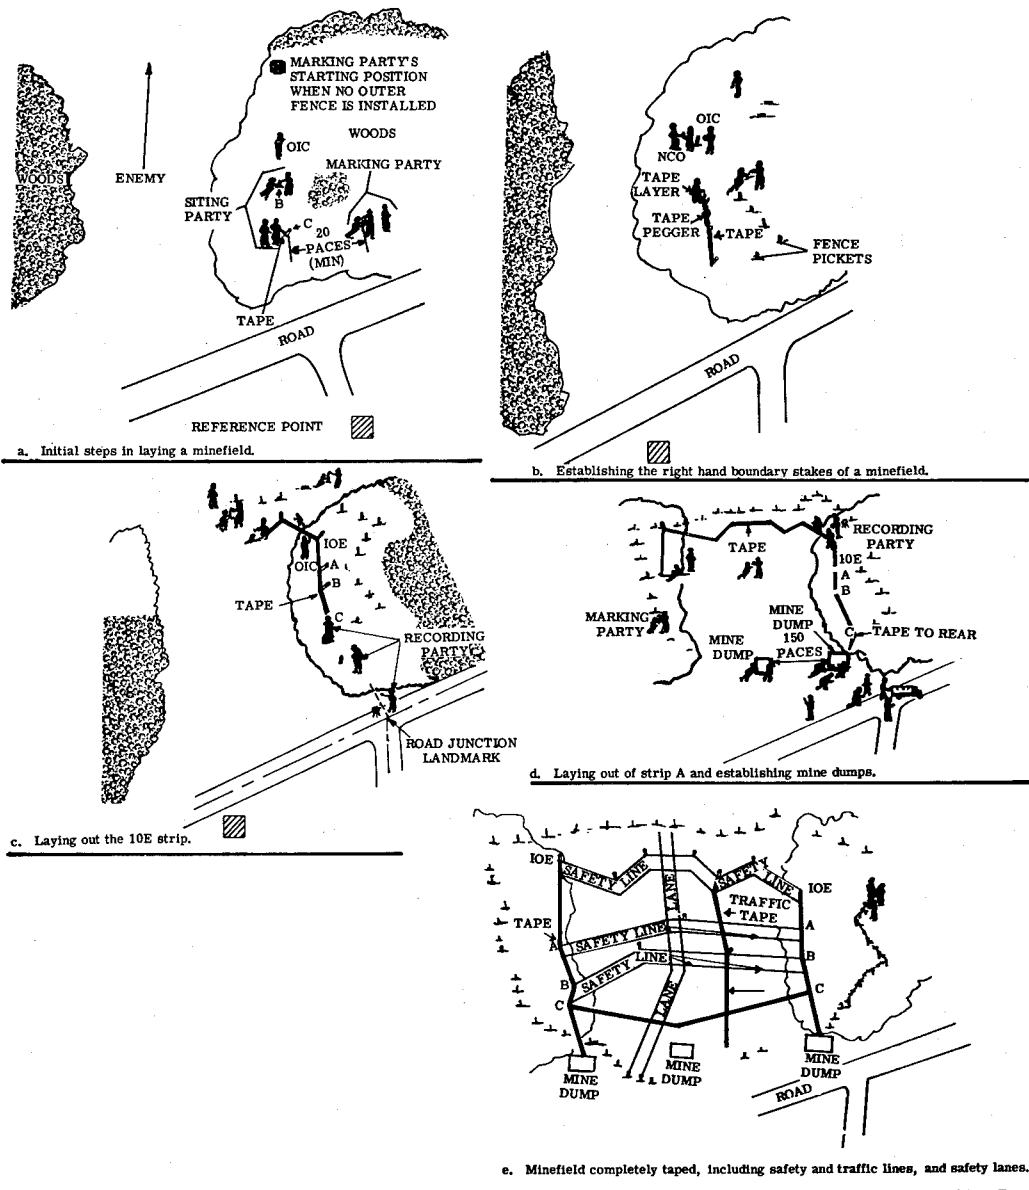 MARKING PARTY'S
STARTING POSITION
WHEN NO OUTER
FENCE IS INSTALLED
WOODS
OIC
WOODS
ENEMY
MARKING PARTY
SITING
PARTY
B
C
20
PACES
(MIN)
TAPE
ROAD
REFERENCE POINT
a. Initial steps in laying a minefield.
OIC
NCO
TAPE
LAYER
TAPE
PEGGER
TAPE
FENCE
PICKETS
ROAD
b. Establishing the right hand boundary stakes of a minefield.
IOE
OIC
A
B
TAPE
C
RECORDING
PARTY
ROAD JUNCTION
LANDMARK
c. Laying out the 10E strip.
RECORDING
PARTY
TAPE
10E
A
B
MARKING
PARTY
MINE
DUMP
150
PACES
MINE
DUMP
C
TAPE TO REAR
d. Laying out of strip A and establishing mine dumps.
IOE
SAFETY LINE
LANE
SAFETY LINE
IOE
TRAFFIC
TAPE
TAPE
A
SAFETY LINE
A
B
SAFETY LINE
B
C
LANE
C
MINE
DUMP
MINE
DUMP
MINE
DUMP
ROAD
e. Minefield completely taped, including safety and traffic lines, and safety lanes.